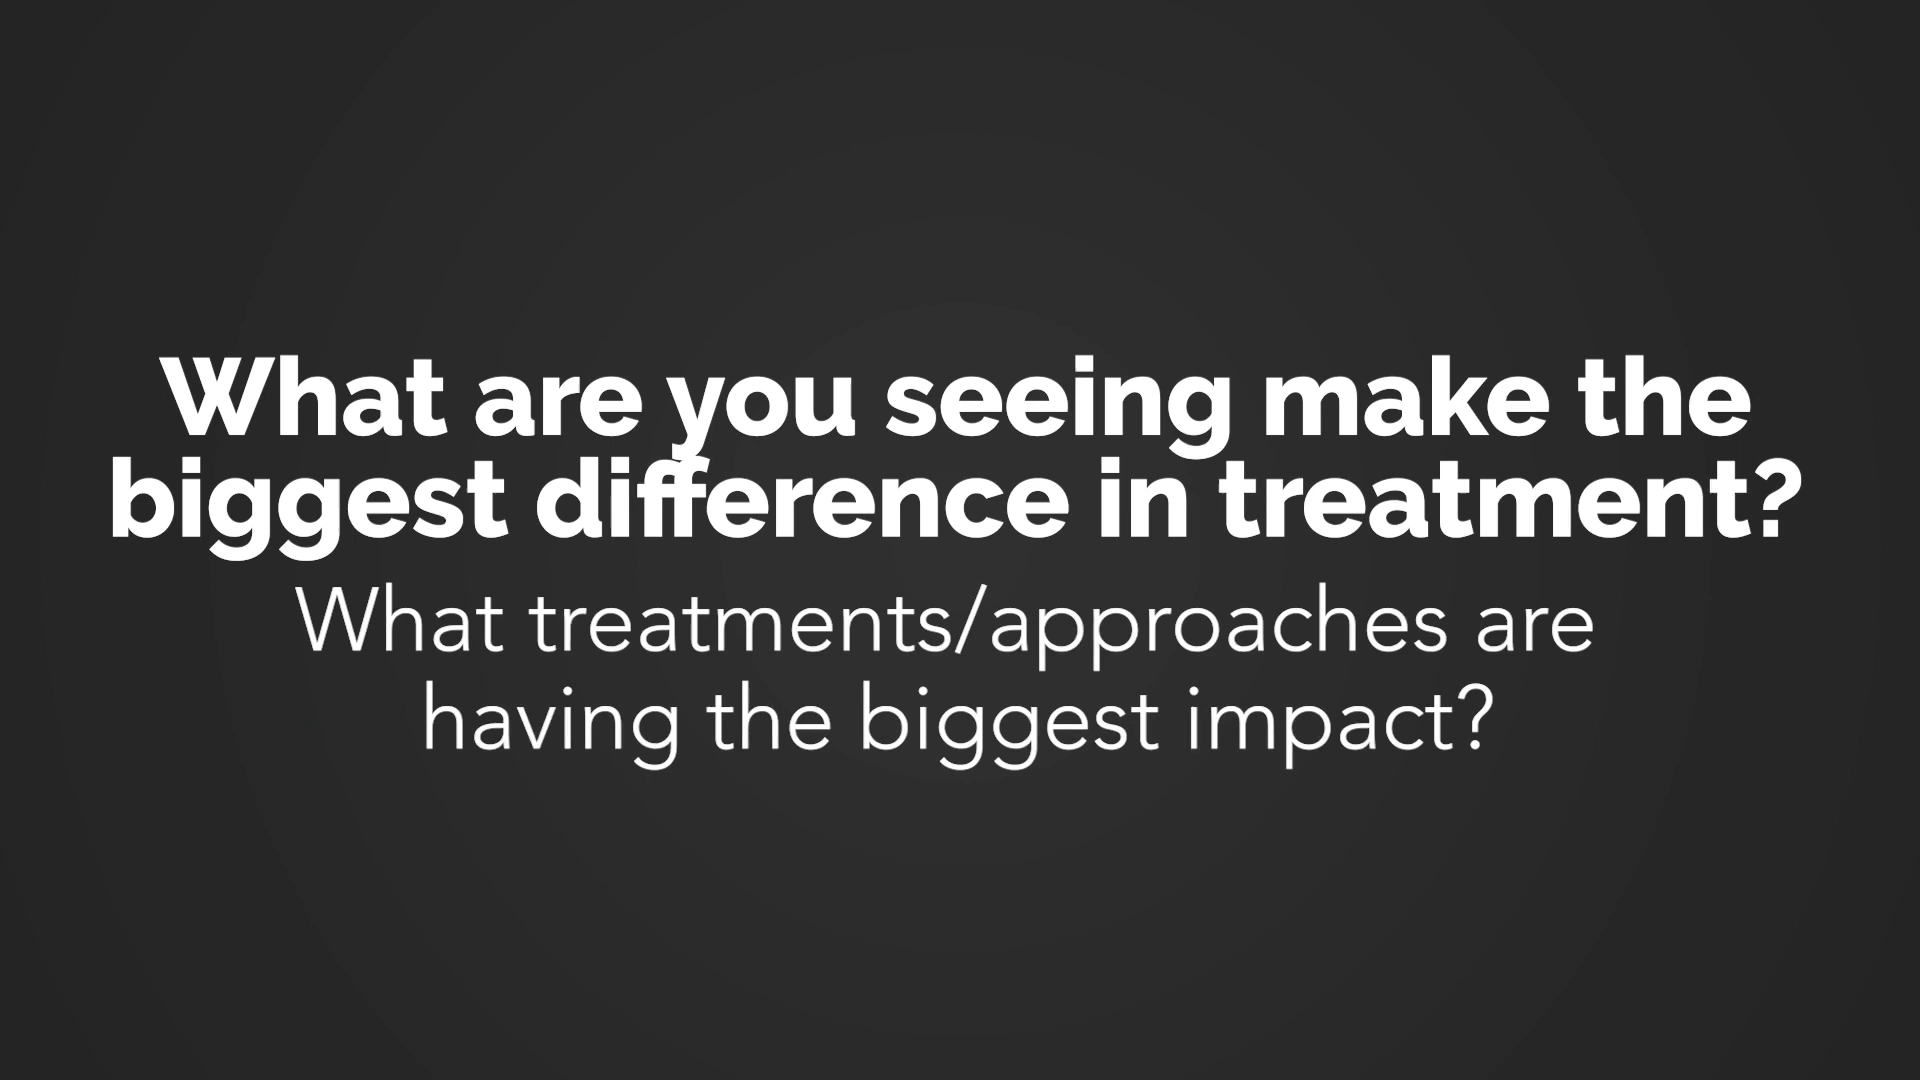 What are you seeing make the
biggest difference in treatment?
What treatments/approaches are
having the biggest impact?